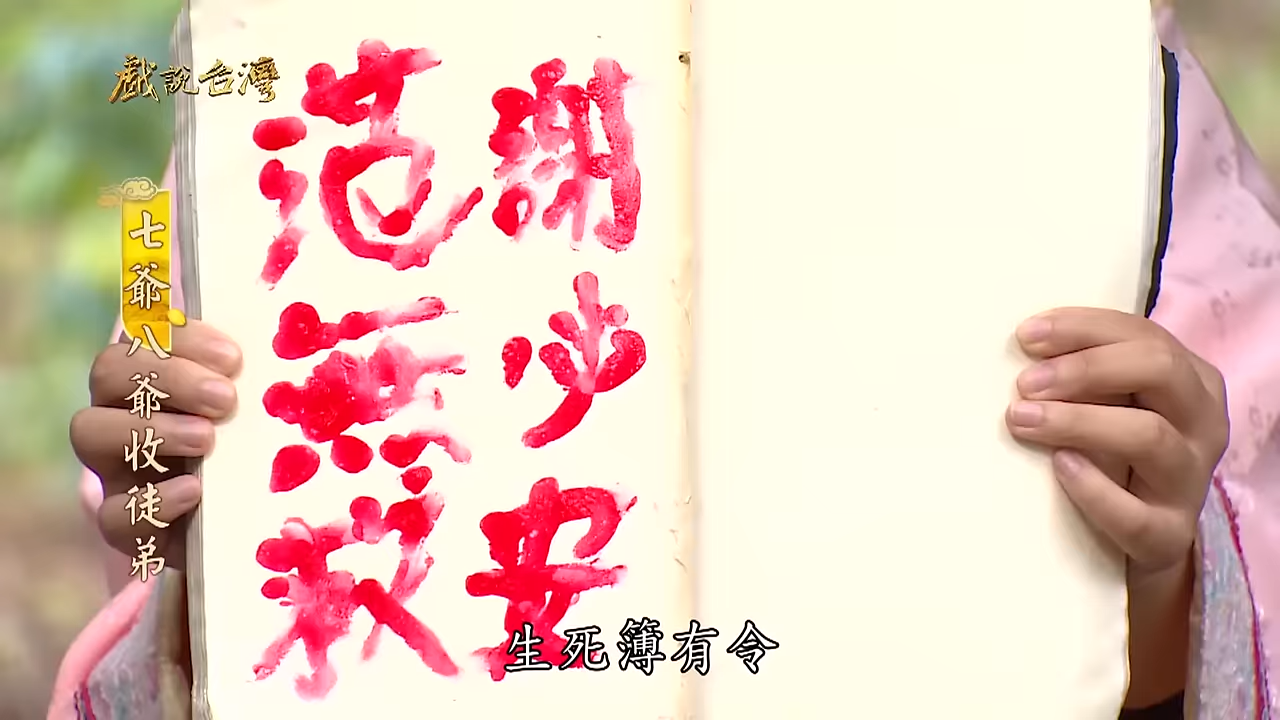 戲說台灣
七爺八爺收徒弟
謝必安
范無救
生死簿有令